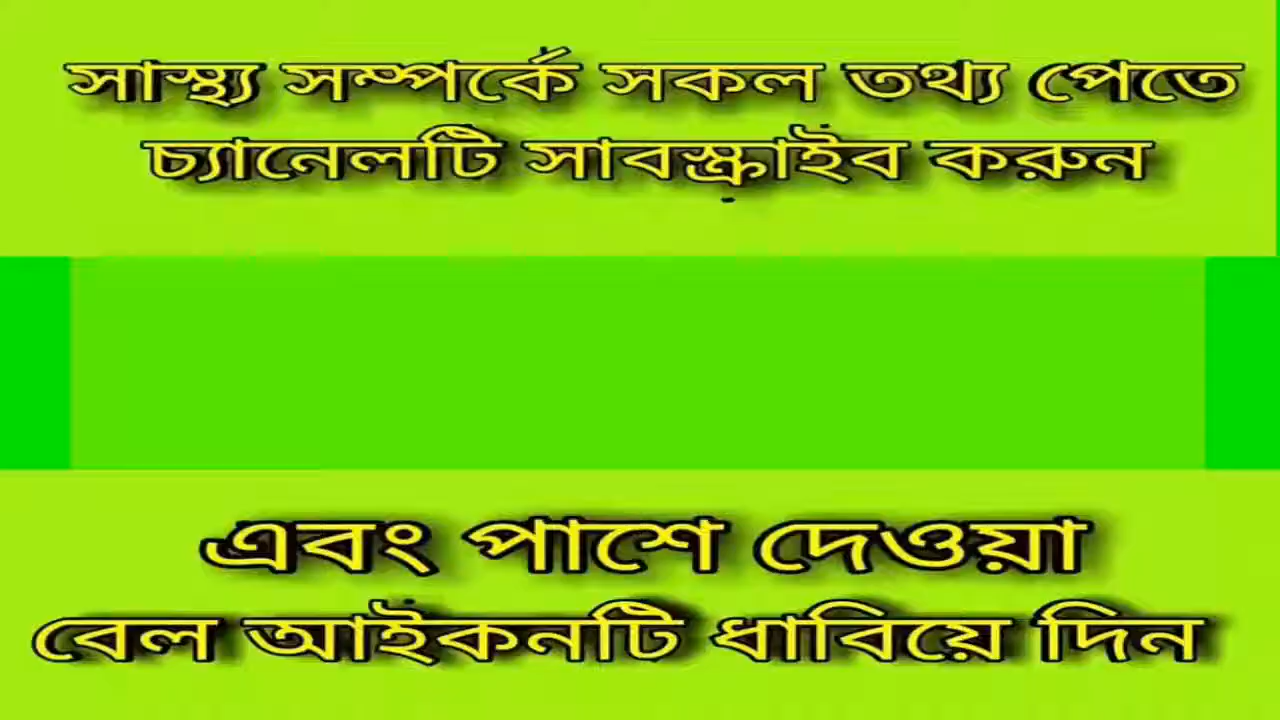 সাস্থ্য সম্পর্কে সকল তথ্য পেতে
চ্যানেলটি সাবস্ক্রাইব করুন
এবং পাশে দেওয়া
বেল আইকনটি ধাবিয়ে দিন